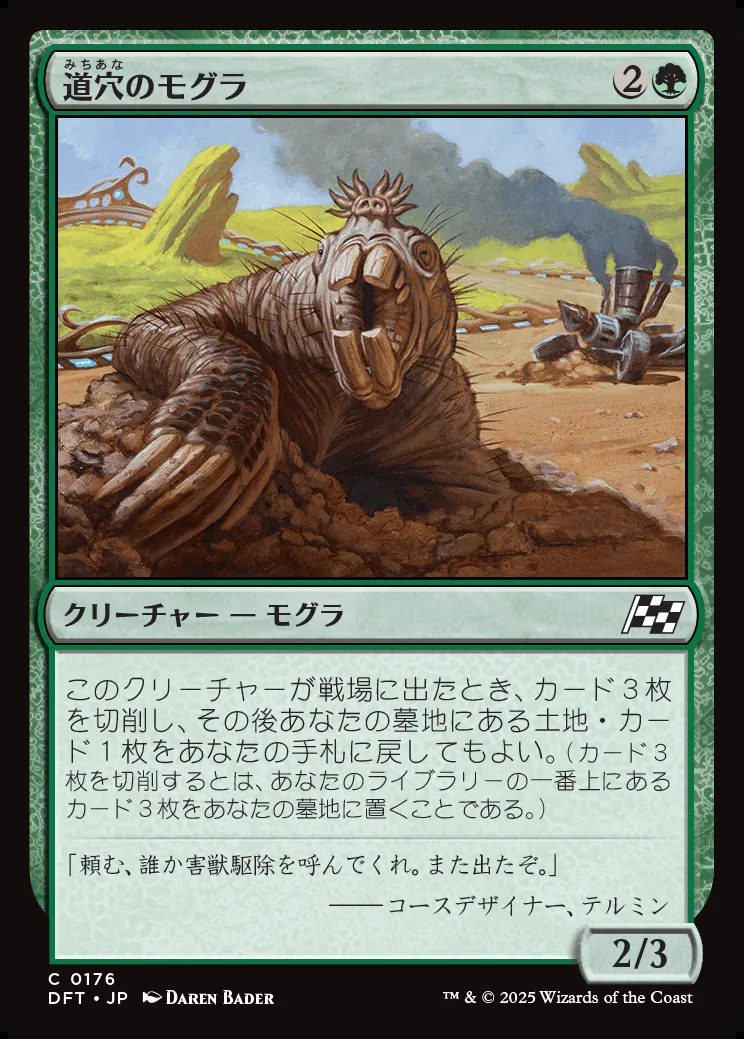 みちあな
道穴のモグラ 2
クリーチャー ― モグラ
このクリーチャーが戦場に出たとき、カード３枚
を切削し、その後あなたの墓地にある土地・カー
ド１枚をあなたの手札に戻してもよい。（カード３
枚を切削するとは、あなたのライブラリーの一番上にある
カード３枚をあなたの墓地に置くことである。）
「頼む、誰か害獣駆除を呼んでくれ。また出たぞ。」
――コースデザイナー、テルミン
2/3
C 0176
DFT • JP DAREN BADER
™ & © 2025 Wizards of the Coast